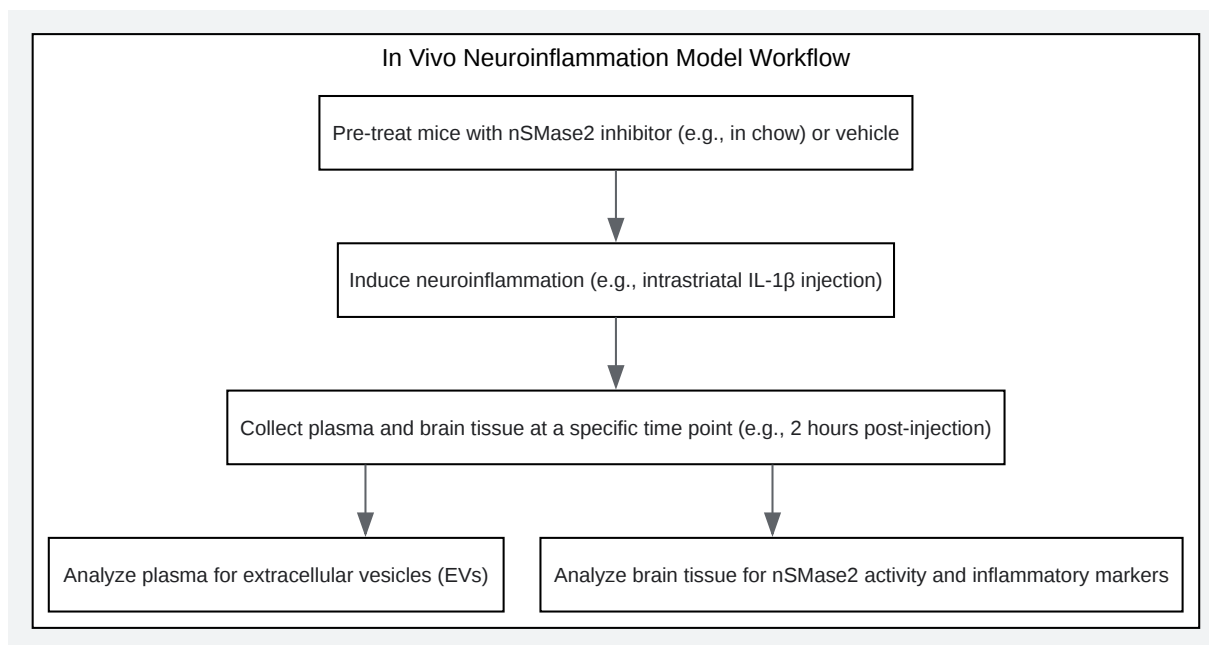 In Vivo Neuroinflammation Model Workflow
Pre-treat mice with nSMase2 inhibitor (e.g., in chow) or vehicle
Induce neuroinflammation (e.g., intrastriatal IL-1β injection)
Collect plasma and brain tissue at a specific time point (e.g., 2 hours post-injection)
Analyze plasma for extracellular vesicles (EVs)
Analyze brain tissue for nSMase2 activity and inflammatory markers